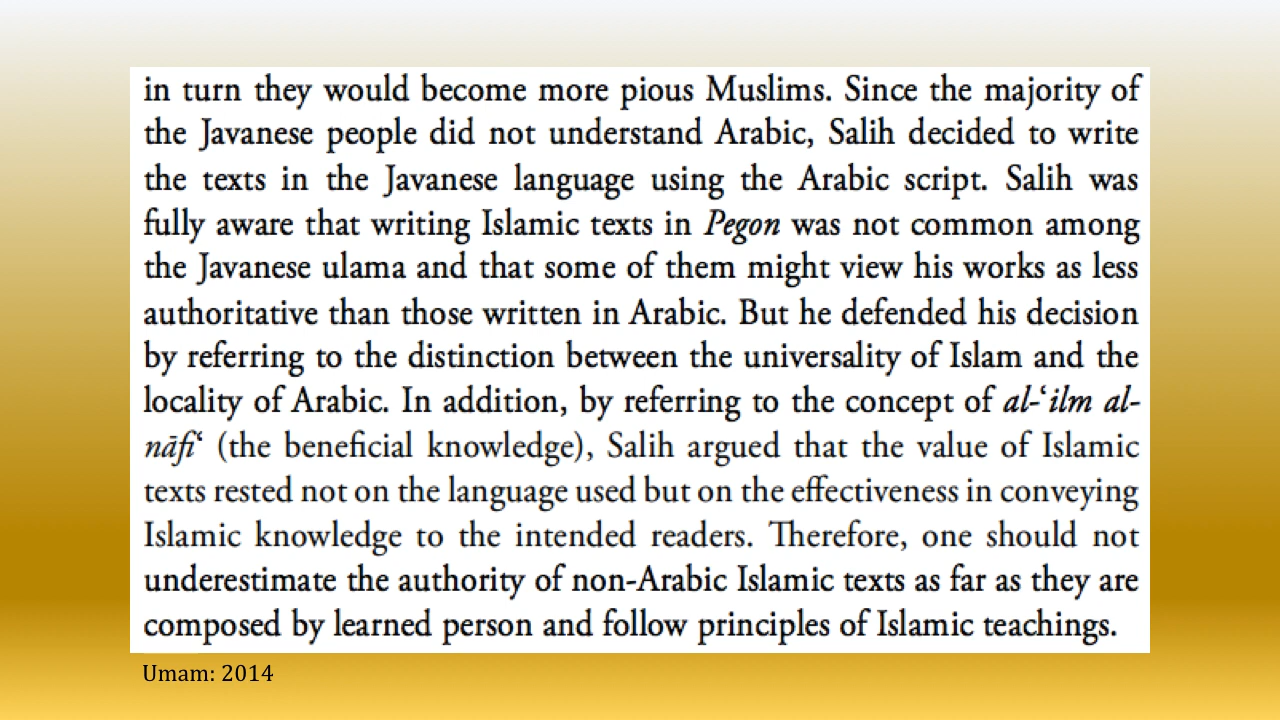 in turn they would become more pious Muslims. Since the majority of
the Javanese people did not understand Arabic, Salih decided to write
the texts in the Javanese language using the Arabic script. Salih was
fully aware that writing Islamic texts in Pegon was not common among
the Javanese ulama and that some of them might view his works as less
authoritative than those written in Arabic. But he defended his decision
by referring to the distinction between the universality of Islam and the
locality of Arabic. In addition, by referring to the concept of al-ʿilm al-
nāfiʿ (the beneficial knowledge), Salih argued that the value of Islamic
texts rested not on the language used but on the effectiveness in conveying
Islamic knowledge to the intended readers. Therefore, one should not
underestimate the authority of non-Arabic Islamic texts as far as they are
composed by learned person and follow principles of Islamic teachings.
Umam: 2014